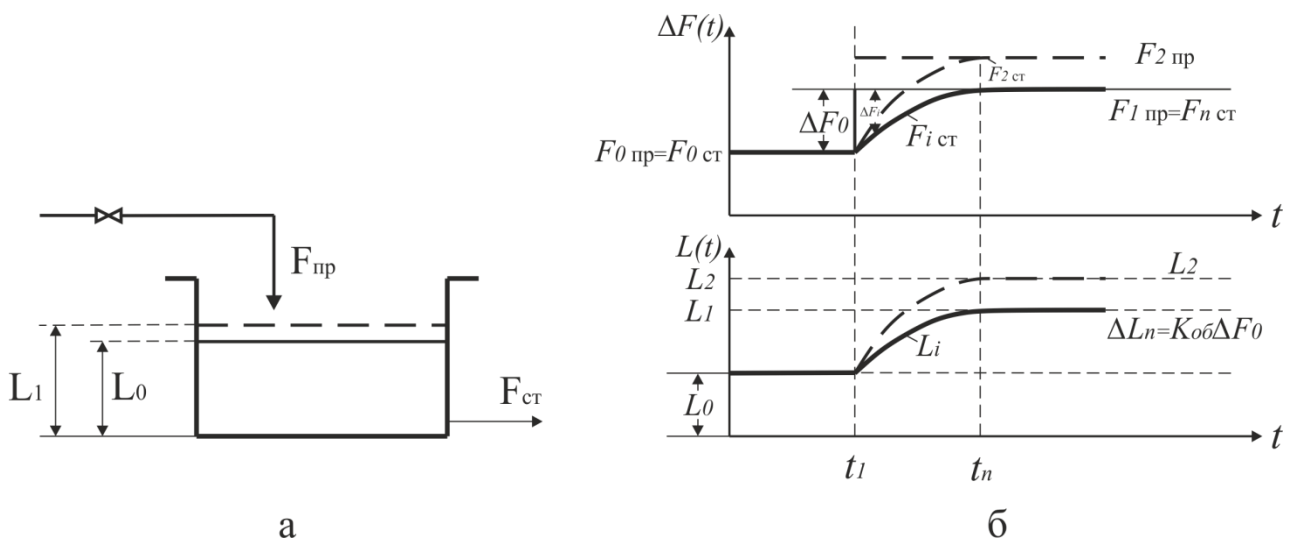 Fпр
L1
L0
Fст
а
ΔF(t)
F2 пр
F2 ст
ΔF0
ΔFi
F1 пр=Fn ст
Fi ст
F0 пр=F0 ст
t
L(t)
L2
L2
L1
ΔLn=KобΔF0
Li
L0
t
t1
tn
б